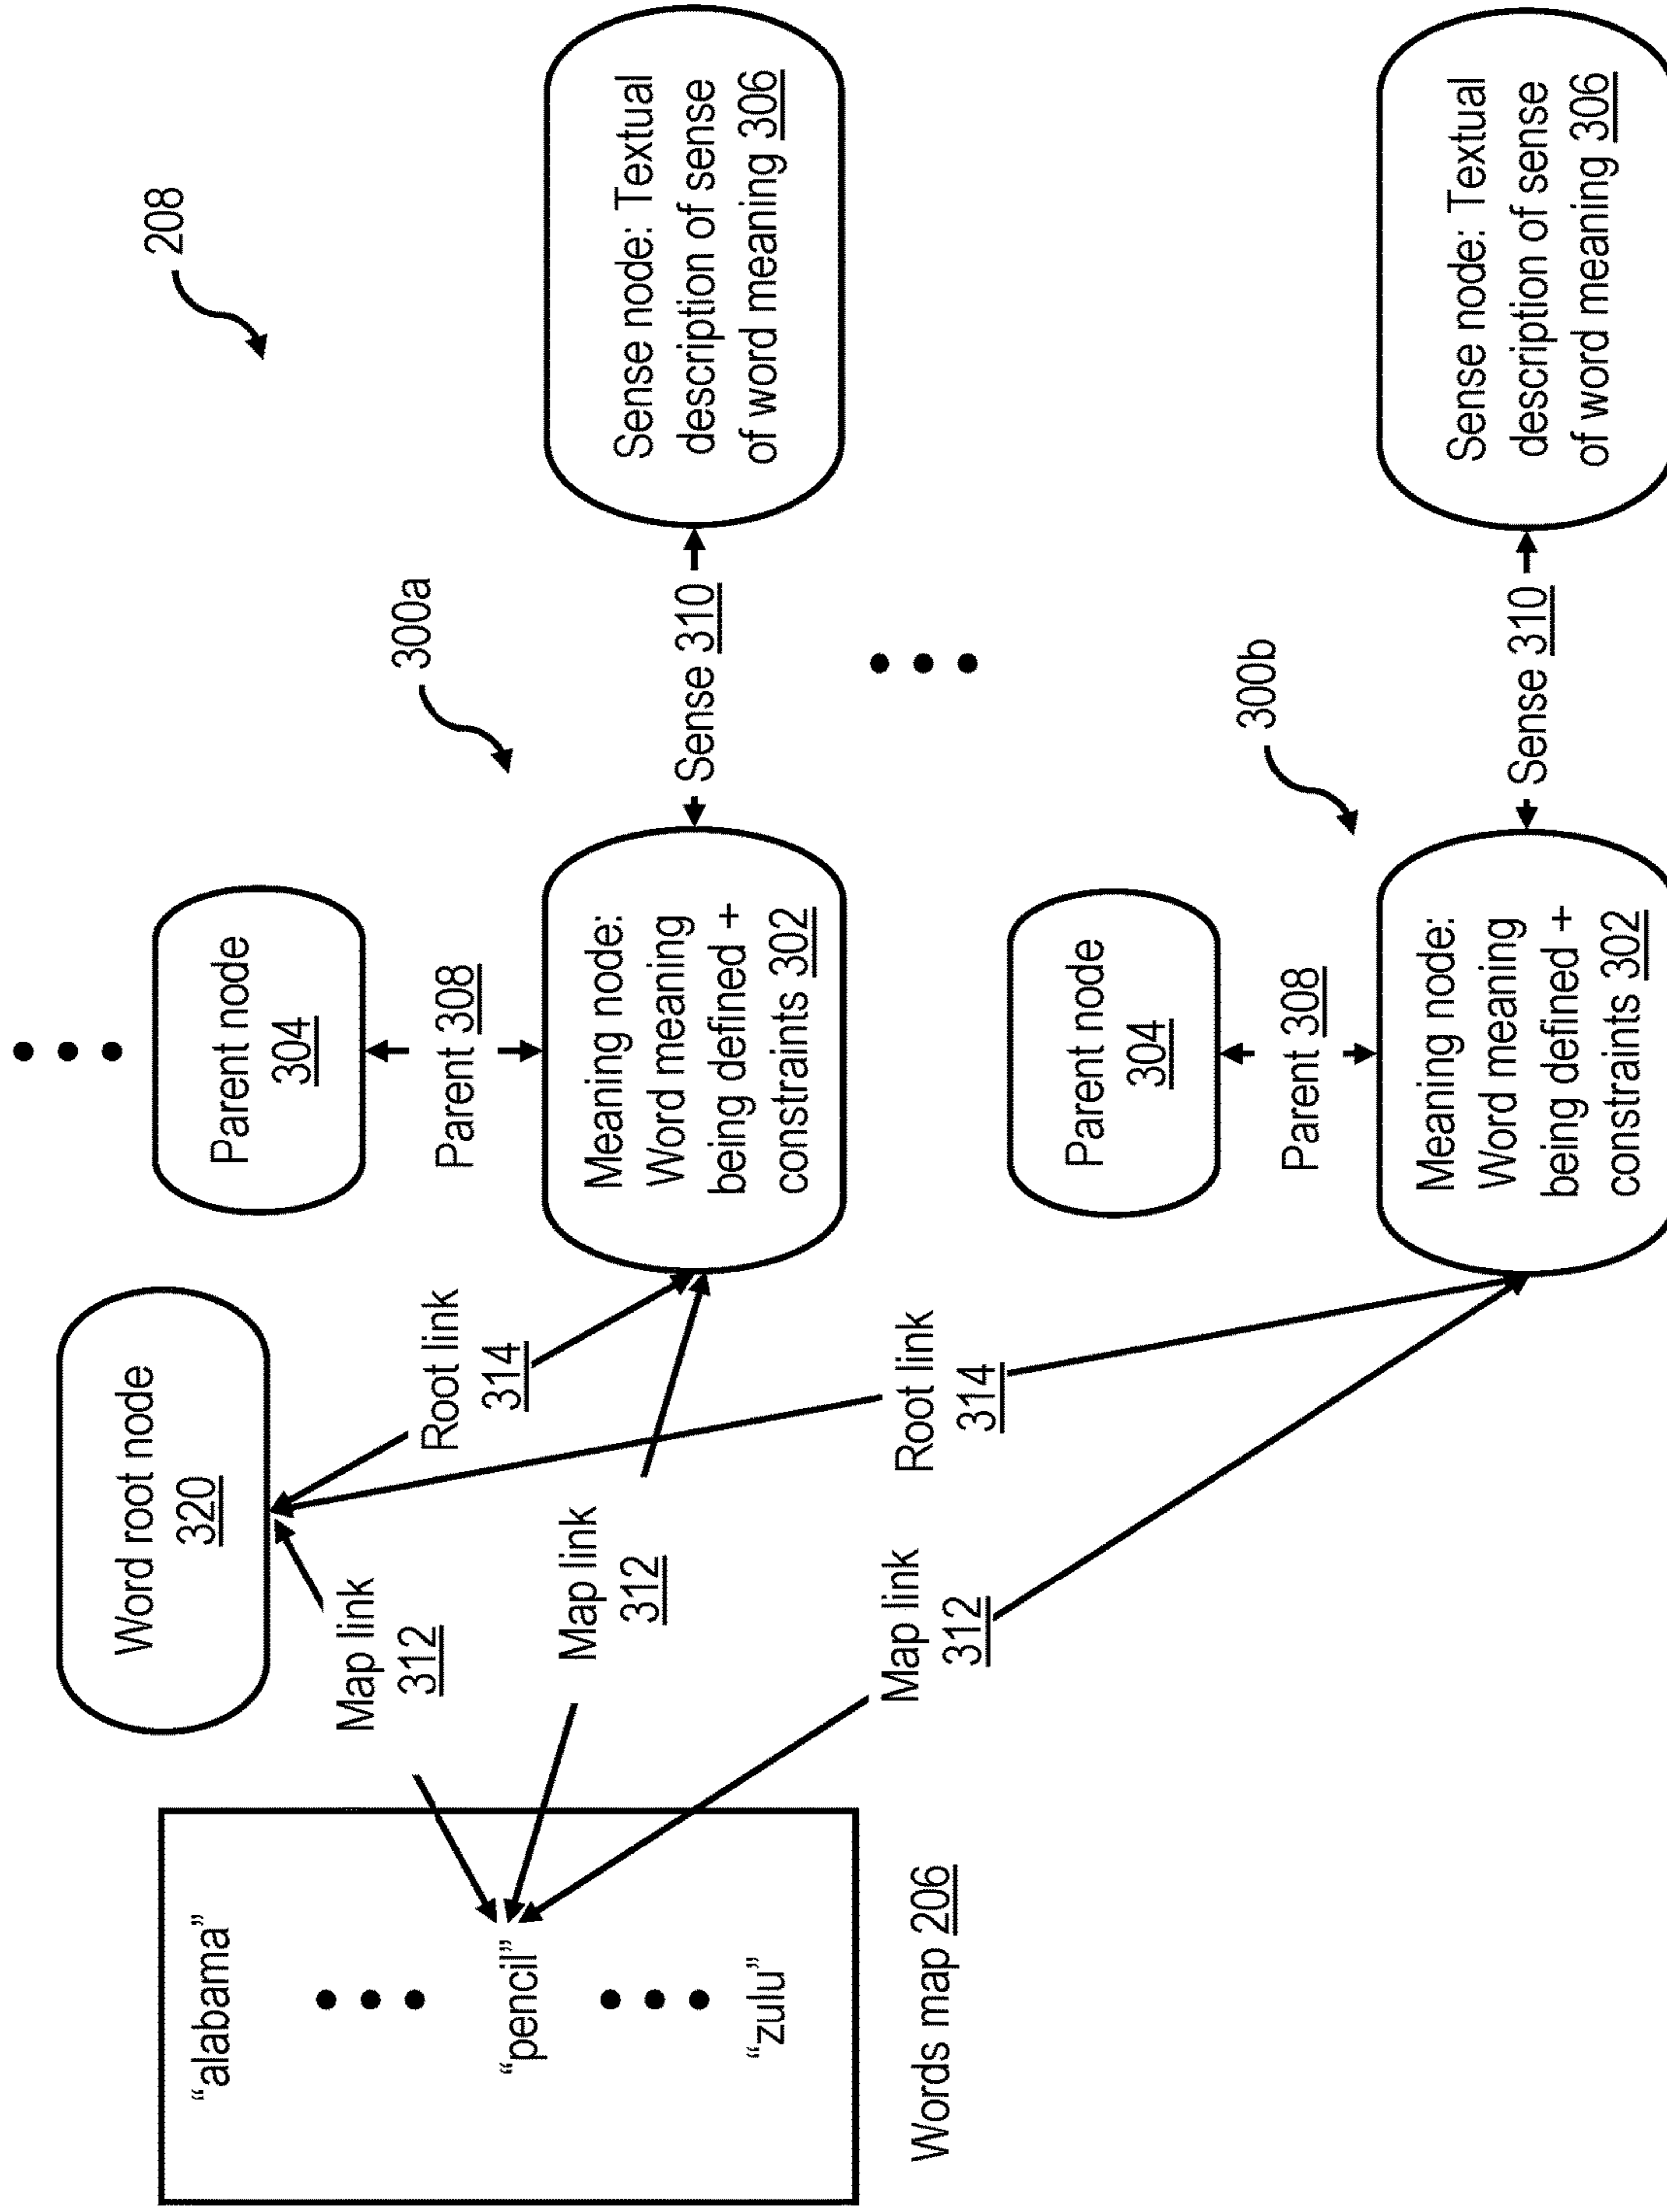 208
Word root node
320
Parent node
304
Parent 308
300a
Root link
314
Map link
312
Map link
312
"alabama"
"pencil"
"zulu"
Words map 206
Meaning node:
Word meaning
being defined +
constraints 302
Sense 310
Sense node: Textual
description of sense
of word meaning 306
Root link
314
Map link
312
Parent node
304
Parent 308
300b
Meaning node:
Word meaning
being defined +
constraints 302
Sense 310
Sense node: Textual
description of sense
of word meaning 306